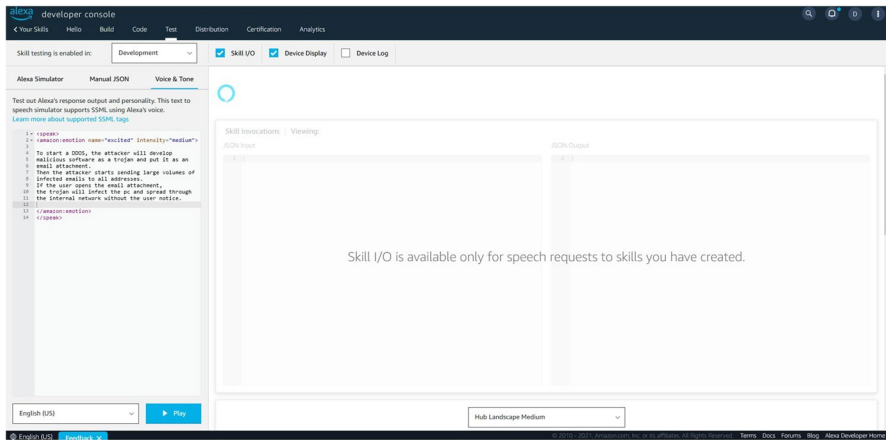 alexa developer console
Your Skills Hello Build Code Test Distribution Certification Analytics
D
Skill testing is enabled in: Development Skill I/O Device Display Device Log
Alexa Simulator Manual JSON Voice & Tone
Test out Alexa's response output and personality. This text to
speech simulator supports SSML using Alexa's voice.
Learn more about supported SSML tags
1 <speak>
2 <amazon:emotion name="excited" intensity="medium">
3
4 To start a DDOS, the attacker will develop
5 malicious software as a trojan and put it as an
6 email attachment.
7 Then the attacker starts sending large volumes of
8 infected emails to all addresses.
9 If the user opens the email attachment,
10 the trojan will infect the pc and spread through
11 the internal network without the user notice.
12
13 </amazon:emotion>
14 </speak>
English (US) Play
Skill Invocations Viewing:
JSON Input JSON Output
1 1
Skill I/O is available only for speech requests to skills you have created.
Hub Landscape Medium
English (US) Feedback
© 2010 - 2021, Amazon.com, Inc. or its affiliates. All Rights Reserved. Terms Docs Forums Blog Alexa Developer Home